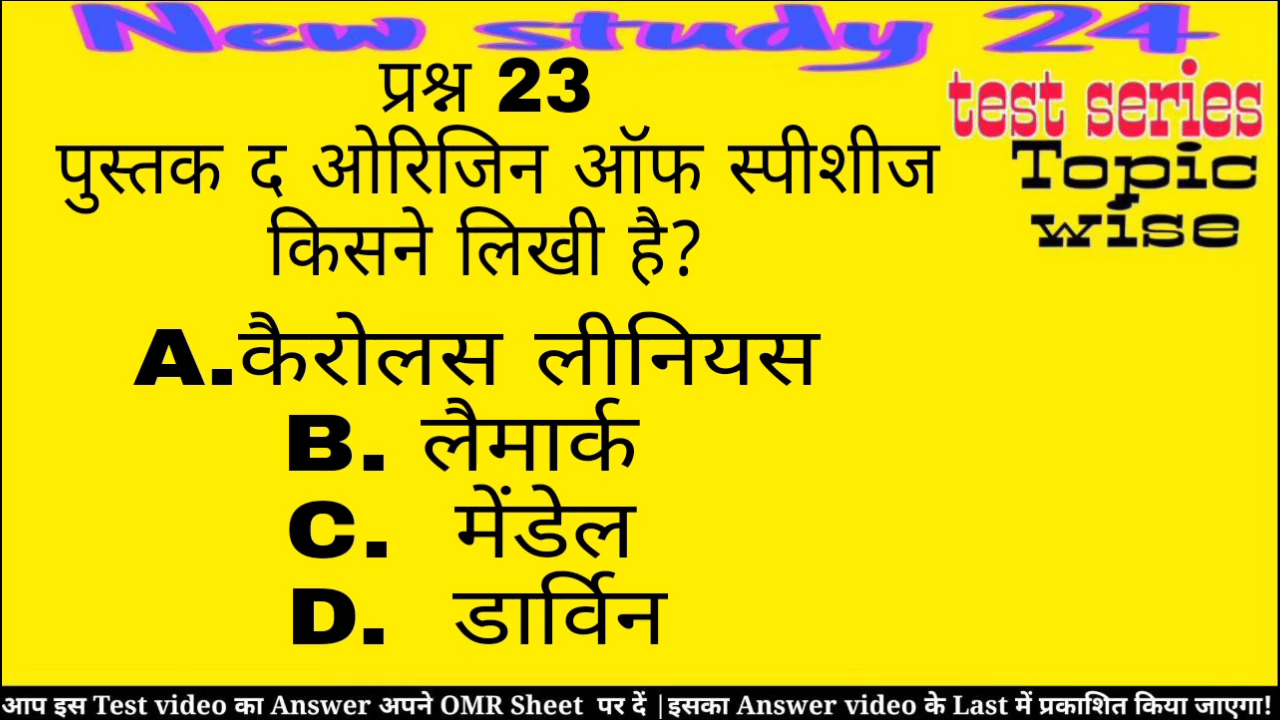 New study 24
test series
Topic
wise
प्रश्न 23
पुस्तक द ओरिजिन ऑफ स्पीशीज
किसने लिखी है?
A.कैरोलस लीनियस
B. लैमार्क
C. मेंडेल
D. डार्विन
आप इस Test video का Answer अपने OMR Sheet पर दें |इसका Answer video के Last में प्रकाशित किया जाएगा!